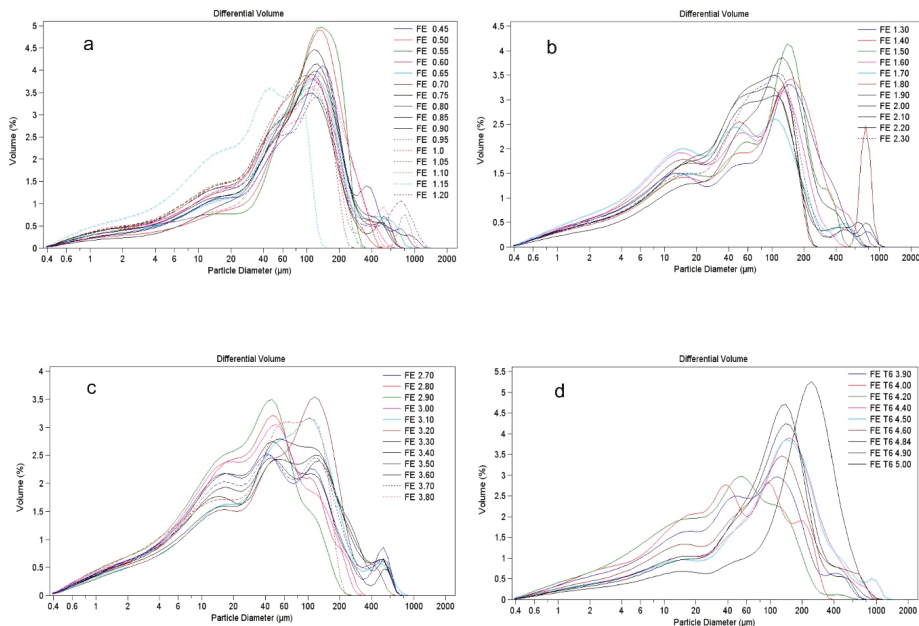 Differential Volume
a
Volume (%)
5
4.5
4
3.5
3
2.5
2
1.5
1
0.5
0
0.4 1 2 4 6 10 20 40 60 100 200 400 1000 2000
Particle Diameter (µm)
FE 0.45
FE 0.50
FE 0.55
FE 0.60
FE 0.65
FE 0.70
FE 0.75
FE 0.80
FE 0.85
FE 0.90
FE 0.95
FE 1.0
FE 1.05
FE 1.10
FE 1.15
FE 1.20
Differential Volume
b
Volume (%)
4.5
4
3.5
3
2.5
2
1.5
1
0.5
0
0.4 1 2 4 6 10 20 40 60 100 200 400 1000 2000
Particle Diameter (µm)
FE 1.30
FE 1.40
FE 1.50
FE 1.60
FE 1.70
FE 1.80
FE 1.90
FE 2.00
FE 2.10
FE 2.20
FE 2.30
Differential Volume
c
Volume (%)
4
3.5
3
2.5
2
1.5
1
0.5
0
0.4 1 2 4 6 10 20 40 60 100 200 400 1000 2000
Particle Diameter (µm)
FE 2.70
FE 2.80
FE 2.90
FE 3.00
FE 3.10
FE 3.20
FE 3.30
FE 3.40
FE 3.50
FE 3.60
FE 3.70
FE 3.80
Differential Volume
d
Volume (%)
5.5
5
4.5
4
3.5
3
2.5
2
1.5
1
0.5
0
0.4 1 2 4 6 10 20 40 60 100 200 400 1000 2000
Particle Diameter (µm)
FE T6 3.90
FE T6 4.00
FE T6 4.20
FE T6 4.40
FE T6 4.50
FE T6 4.60
FE T6 4.84
FE T6 4.90
FE T6 5.00